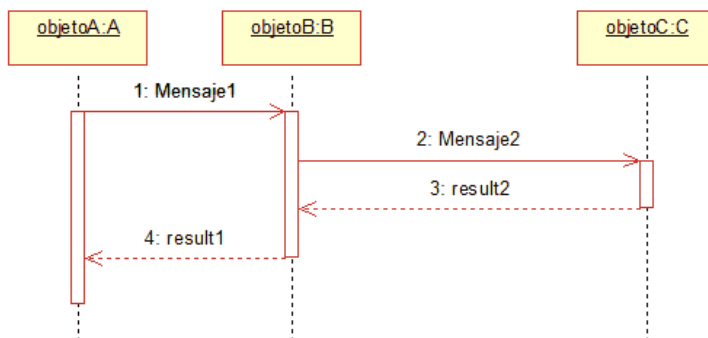 objetoA:A
objetoB:B
objetoC:C
1: Mensaje1
2: Mensaje2
3: result2
4: result1